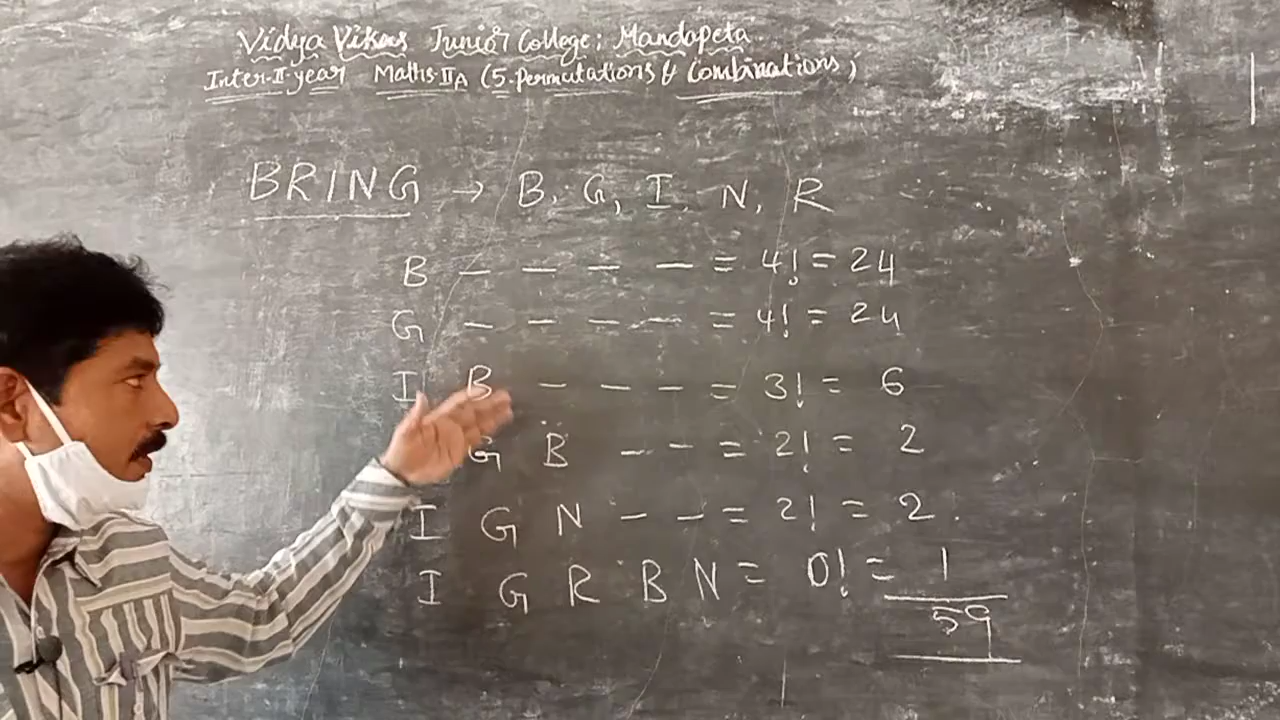 Vidya Vikas Junior College; Mandapeta.
Inter-II-year Maths-IIA (5. Permutations & Combinations)
BRING → B, G, I, N, R
B – – – – = 4! = 24
G – – – – = 4! = 24
I B – – – = 3! = 6
G B – – = 2! = 2
I G N – – = 2! = 2.
I G R B N = 0! = 1
59